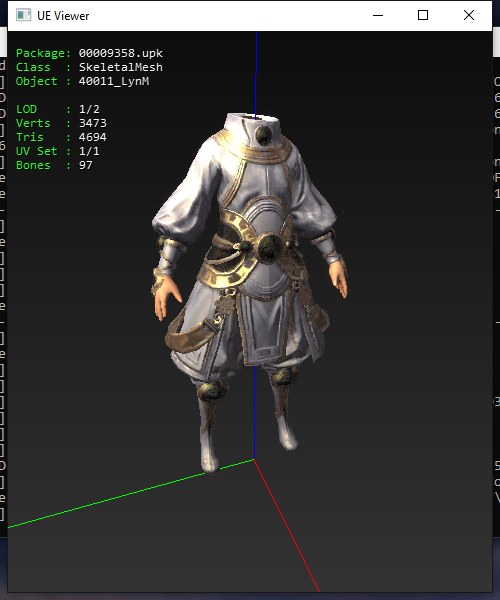 UE Viewer
Package: 00009358.upk
Class : SkeletalMesh
Object : 40011_LynM
LOD : 1/2
Verts : 3473
Tris : 4694
UV Set : 1/1
Bones : 97